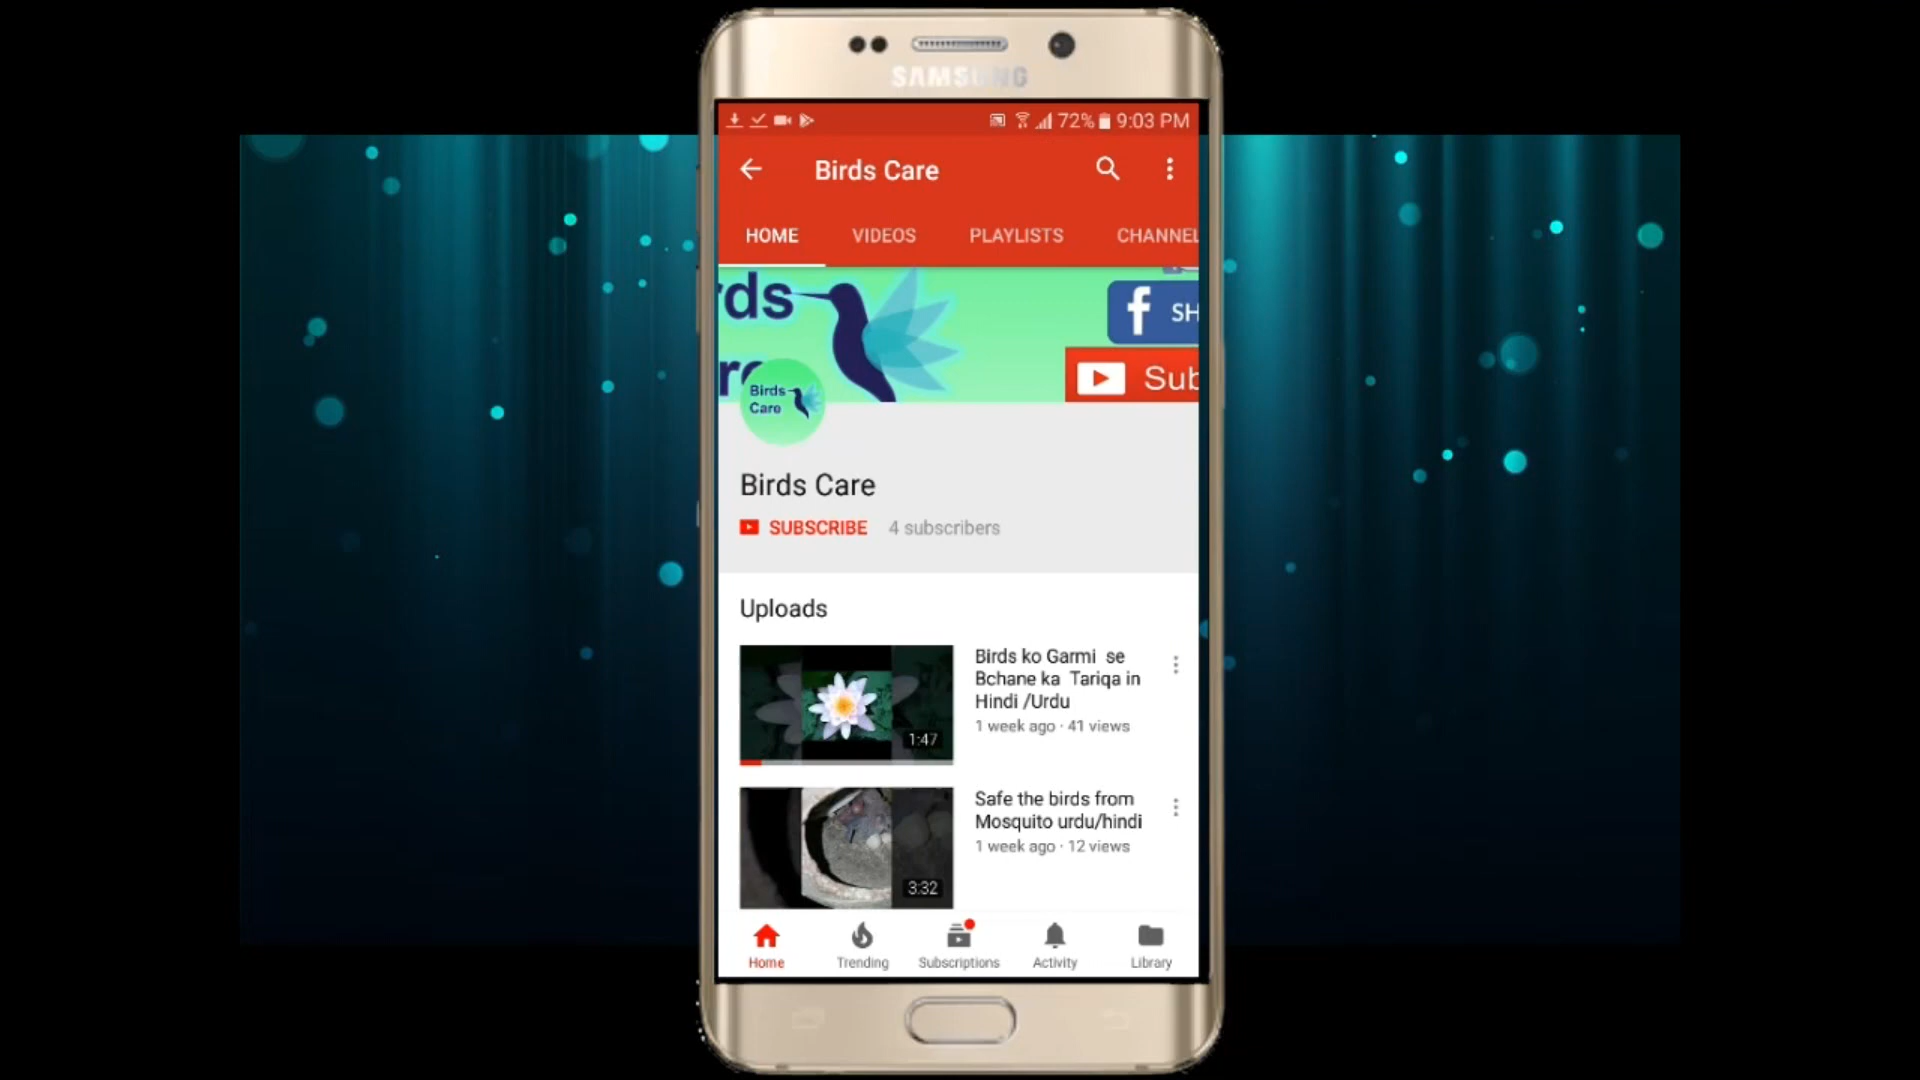 SAMSUNG
72% 9:03 PM
Birds Care
HOME VIDEOS PLAYLISTS CHANNEL
rds
re
f SH
Sub
Birds
Care
Birds Care
SUBSCRIBE 4 subscribers
Uploads
Birds ko Garmi se
Bchane ka Tariqa in
Hindi /Urdu
1 week ago · 41 views
1:47
Safe the birds from
Mosquito urdu/hindi
1 week ago · 12 views
3:32
Home Trending Subscriptions Activity Library